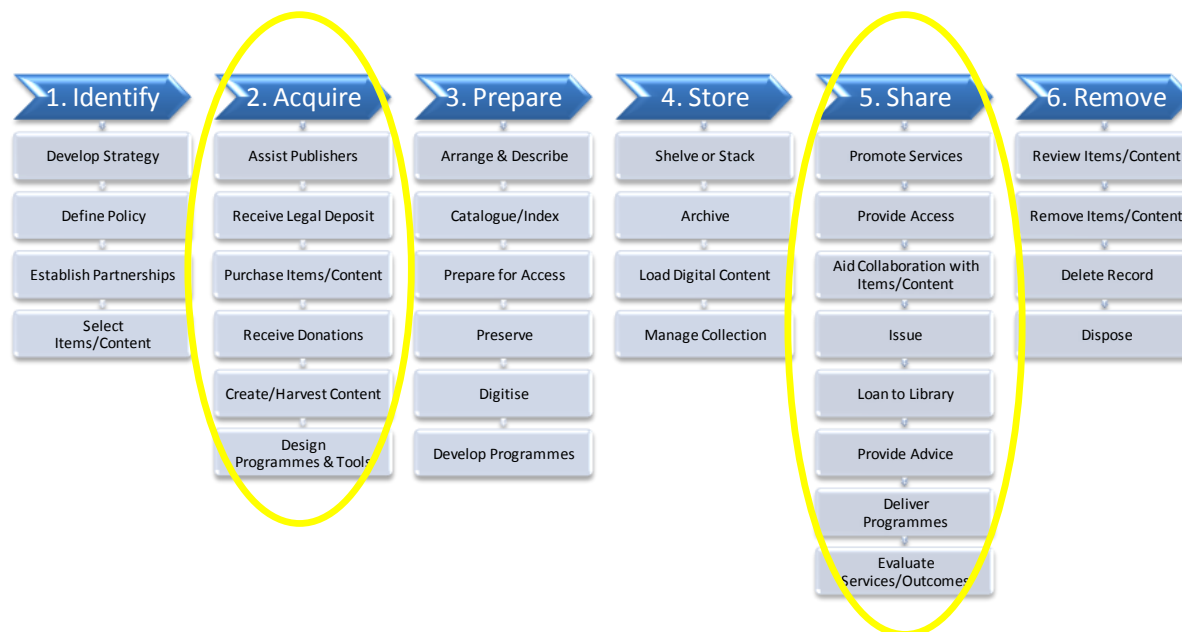 1. Identify
Develop Strategy
Define Policy
Establish Partnerships
Select
Items/Content
2. Acquire
Assist Publishers
Receive Legal Deposit
Purchase Items/Content
Receive Donations
Create/Harvest Content
Design
Programmes & Tools
3. Prepare
Arrange & Describe
Catalogue/Index
Prepare for Access
Preserve
Digitise
Develop Programmes
4. Store
Shelve or Stack
Archive
Load Digital Content
Manage Collection
5. Share
Promote Services
Provide Access
Aid Collaboration with
Items/Content
Issue
Loan to Library
Provide Advice
Deliver
Programmes
Evaluate
Services/Outcomes
6. Remove
Review Items/Content
Remove Items/Content
Delete Record
Dispose